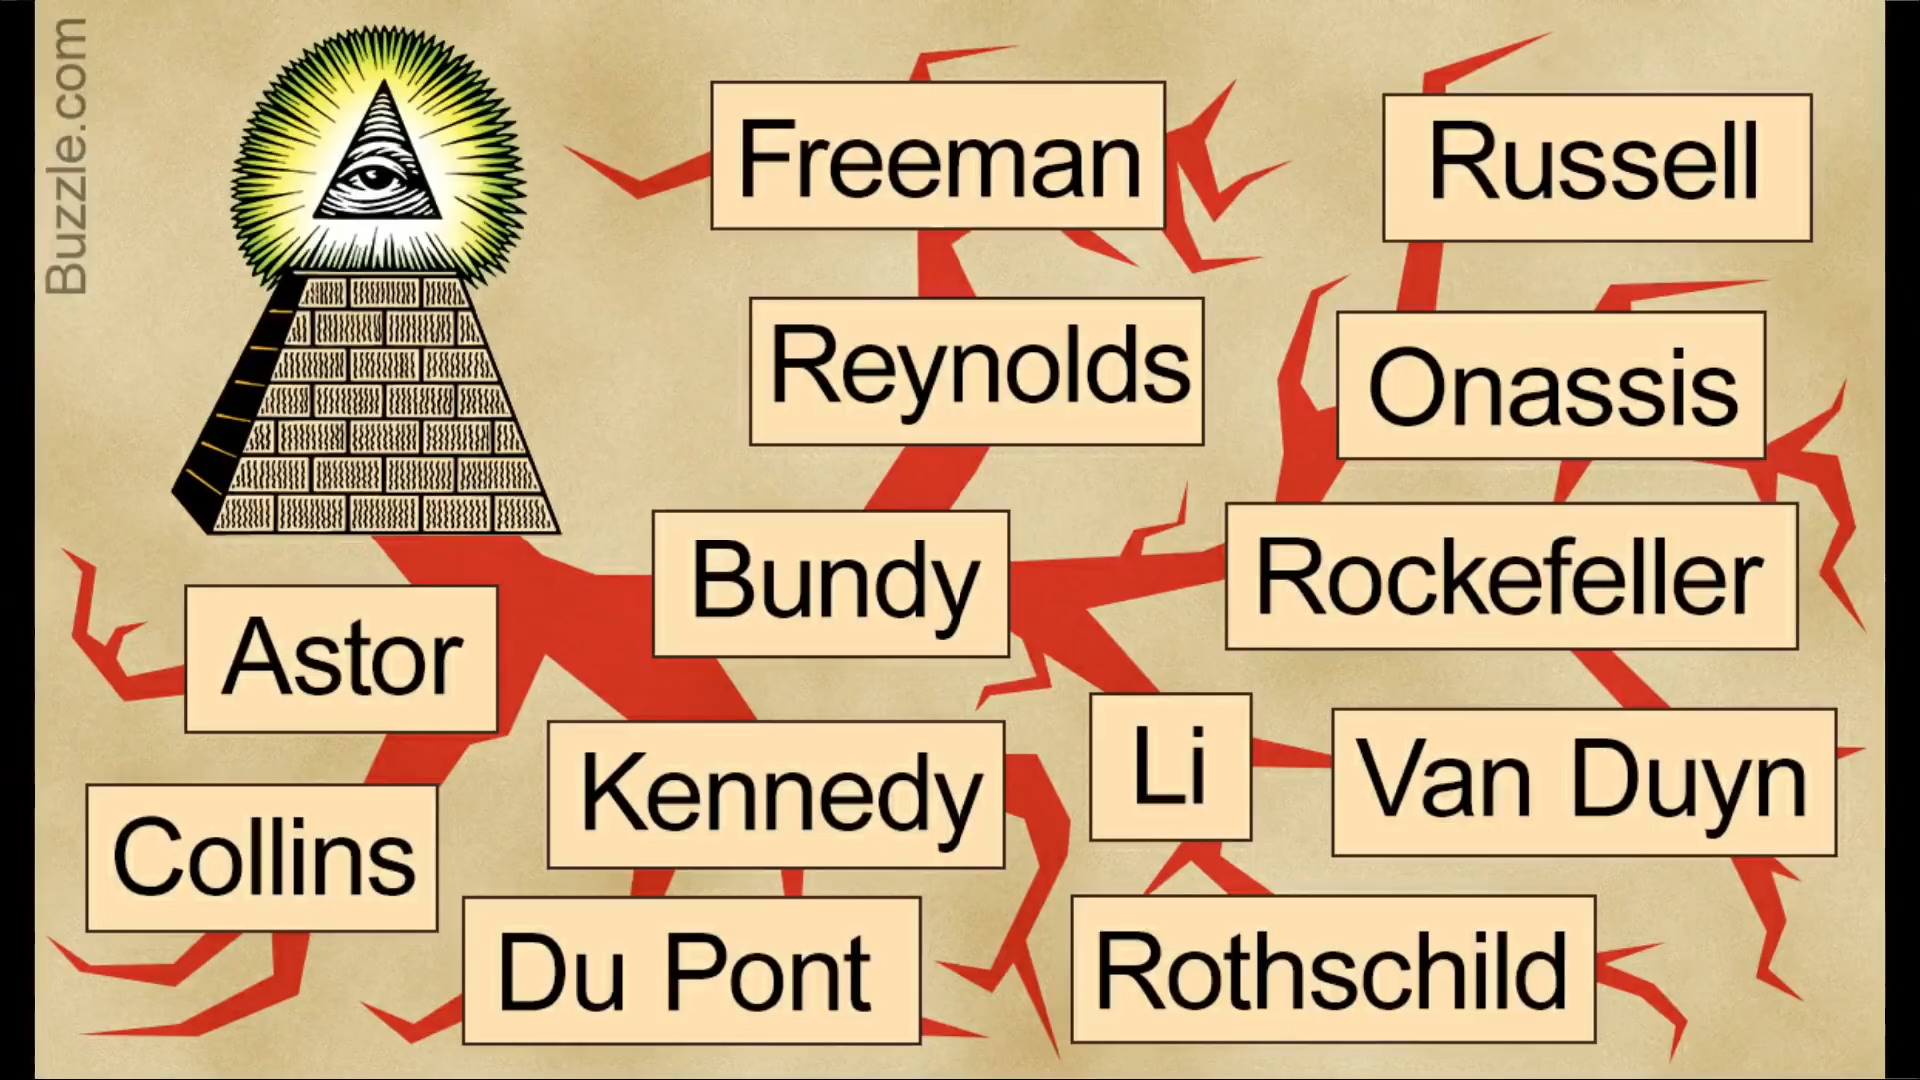 Buzzle.com
Freeman
Russell
Reynolds
Onassis
Bundy
Rockefeller
Astor
Kennedy
Li
Van Duyn
Collins
Du Pont
Rothschild